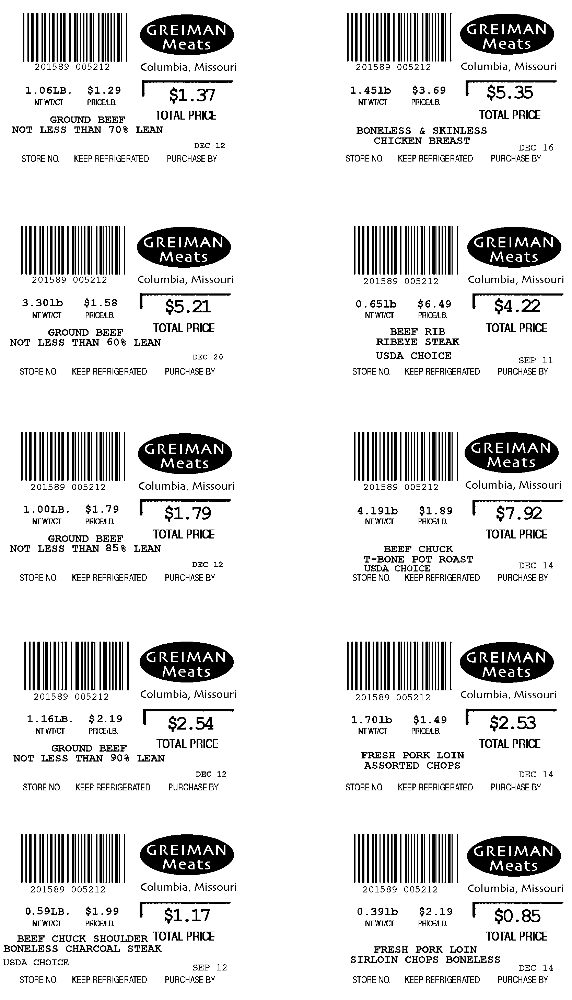 GREIMAN
Meats
201589 005212
Columbia, Missouri
1.06LB. $1.29 $1.37
NT WT/CT PRICE/LB.
TOTAL PRICE
GROUND BEEF
NOT LESS THAN 70% LEAN
DEC 12
STORE NO. KEEP REFRIGERATED PURCHASE BY
GREIMAN
Meats
201589 005212
Columbia, Missouri
1.45lb $3.69 $5.35
NT WT/CT PRICE/LB.
TOTAL PRICE
BONELESS & SKINLESS
CHICKEN BREAST
DEC 16
STORE NO. KEEP REFRIGERATED PURCHASE BY
GREIMAN
Meats
201589 005212
Columbia, Missouri
3.30lb $1.58 $5.21
NT WT/CT PRICE/LB.
TOTAL PRICE
GROUND BEEF
NOT LESS THAN 60% LEAN
DEC 20
STORE NO. KEEP REFRIGERATED PURCHASE BY
GREIMAN
Meats
201589 005212
Columbia, Missouri
0.65lb $6.49 $4.22
NT WT/CT PRICE/LB.
TOTAL PRICE
BEEF RIB
RIBEYE STEAK
USDA CHOICE
SEP 11
STORE NO. KEEP REFRIGERATED PURCHASE BY
GREIMAN
Meats
201589 005212
Columbia, Missouri
1.00LB. $1.79 $1.79
NT WT/CT PRICE/LB.
TOTAL PRICE
GROUND BEEF
NOT LESS THAN 85% LEAN
DEC 12
STORE NO. KEEP REFRIGERATED PURCHASE BY
GREIMAN
Meats
201589 005212
Columbia, Missouri
4.19lb $1.89 $7.92
NT WT/CT PRICE/LB.
TOTAL PRICE
BEEF CHUCK
T-BONE POT ROAST
USDA CHOICE
DEC 14
STORE NO. KEEP REFRIGERATED PURCHASE BY
GREIMAN
Meats
201589 005212
Columbia, Missouri
1.16LB. $2.19 $2.54
NT WT/CT PRICE/LB.
TOTAL PRICE
GROUND BEEF
NOT LESS THAN 90% LEAN
DEC 12
STORE NO. KEEP REFRIGERATED PURCHASE BY
GREIMAN
Meats
201589 005212
Columbia, Missouri
1.70lb $1.49 $2.53
NT WT/CT PRICE/LB.
TOTAL PRICE
FRESH PORK LOIN
ASSORTED CHOPS
DEC 14
STORE NO. KEEP REFRIGERATED PURCHASE BY
GREIMAN
Meats
201589 005212
Columbia, Missouri
0.59LB. $1.99 $1.17
NT WT/CT PRICE/LB.
TOTAL PRICE
BEEF CHUCK SHOULDER
BONELESS CHARCOAL STEAK
USDA CHOICE
SEP 12
STORE NO. KEEP REFRIGERATED PURCHASE BY
GREIMAN
Meats
201589 005212
Columbia, Missouri
0.39lb $2.19 $0.85
NT WT/CT PRICE/LB.
TOTAL PRICE
FRESH PORK LOIN
SIRLOIN CHOPS BONELESS
DEC 14
STORE NO. KEEP REFRIGERATED PURCHASE BY